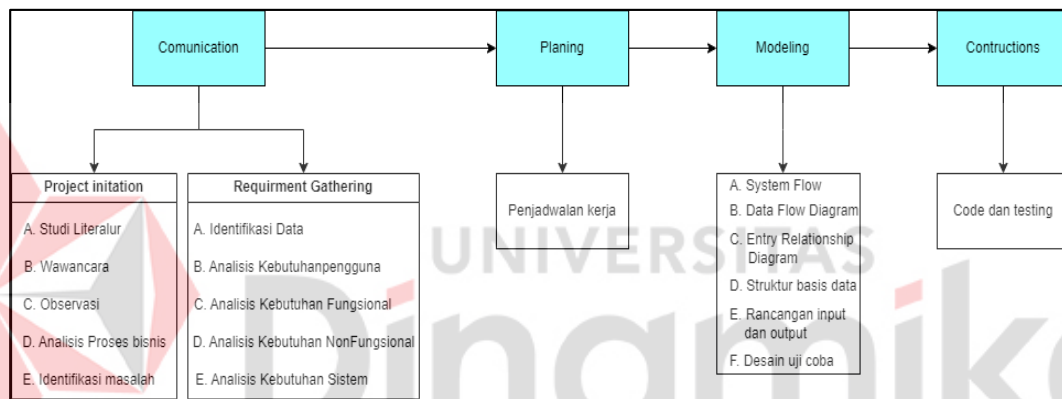 Comunication
Planing
Modeling
Contructions
Project initation
A. Studi Literalur
B. Wawancara
C. Observasi
D. Analisis Proses bisnis
E. Identifikasi masalah
Requirment Gathering
A. Identifikasi Data
B. Analisis Kebutuhanpengguna
C. Analisis Kebutuhan Fungsional
D. Analisis Kebutuhan NonFungsional
E. Analisis Kebutuhan Sistem
Penjadwalan kerja
A. System Flow
B. Data Flow Diagram
C. Entry Relationship
Diagram
D. Struktur basis data
E. Rancangan input
dan output
F. Desain uji coba
Code dan testing
UNIVERSITAS
Dinamika